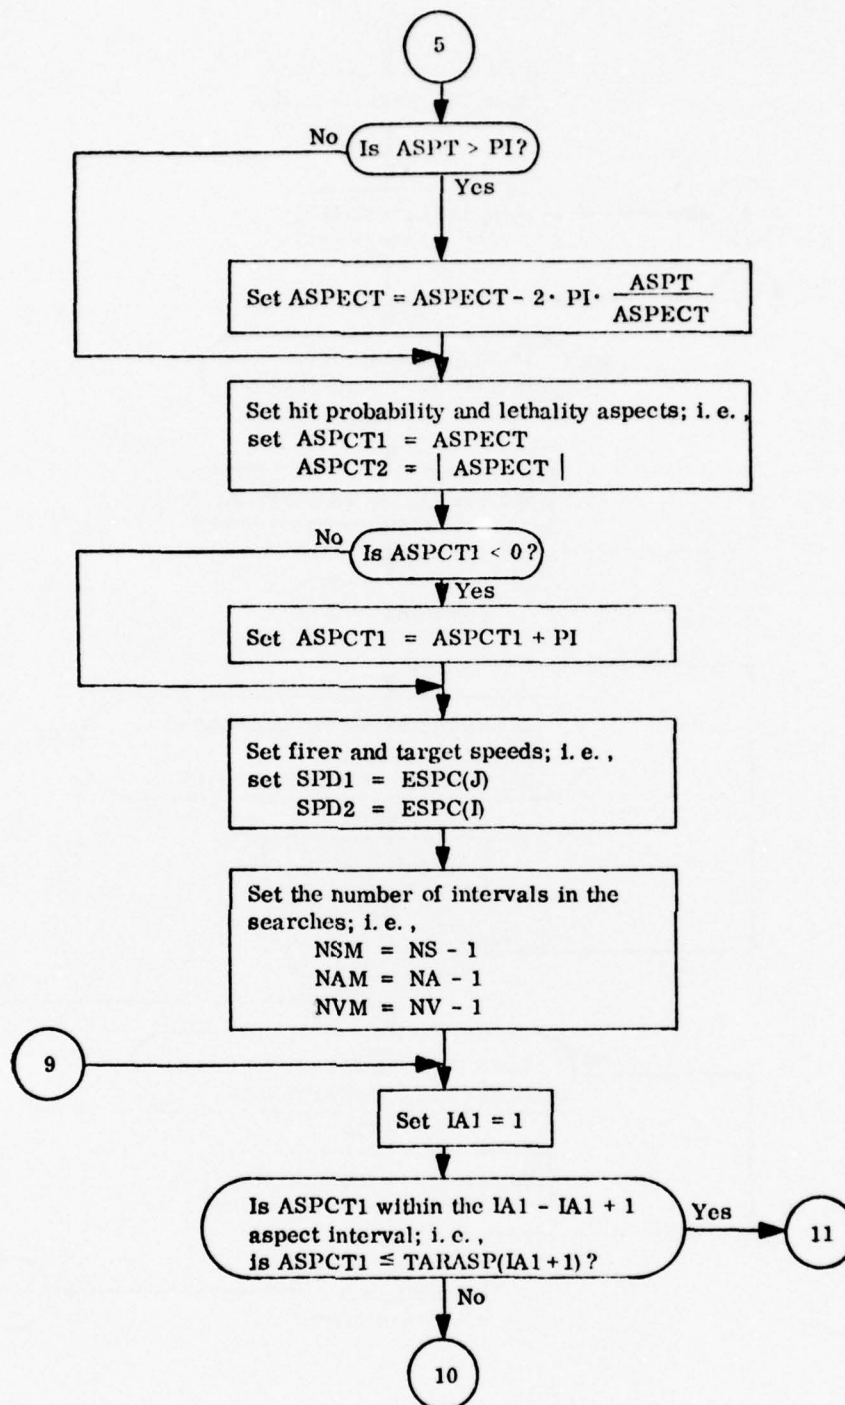 5
Is ASPT > PI?
No
Yes
Set ASPECT = ASPECT - 2 · PI · ASPT / ASPECT
Set hit probability and lethality aspects; i. e.,
set ASPCT1 = ASPECT
ASPCT2 = | ASPECT |
No
Is ASPCT1 < 0?
Yes
Set ASPCT1 = ASPCT1 + PI
Set firer and target speeds; i. e.,
set SPD1 = ESPC(J)
SPD2 = ESPC(I)
Set the number of intervals in the
searches; i. e.,
NSM = NS - 1
NAM = NA - 1
NVM = NV - 1
9
Set IA1 = 1
Is ASPCT1 within the IA1 - IA1 + 1
aspect interval; i. e.,
is ASPCT1 ≤ TARASP(IA1 + 1)?
Yes
11
No
10